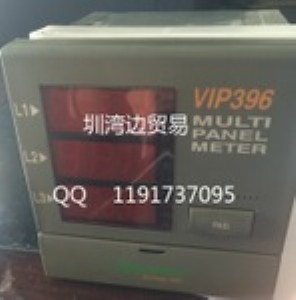 VIP396
MULTI
PANEL
METER
L1
L2
L3
圳湾边贸易
QQ 1191737095